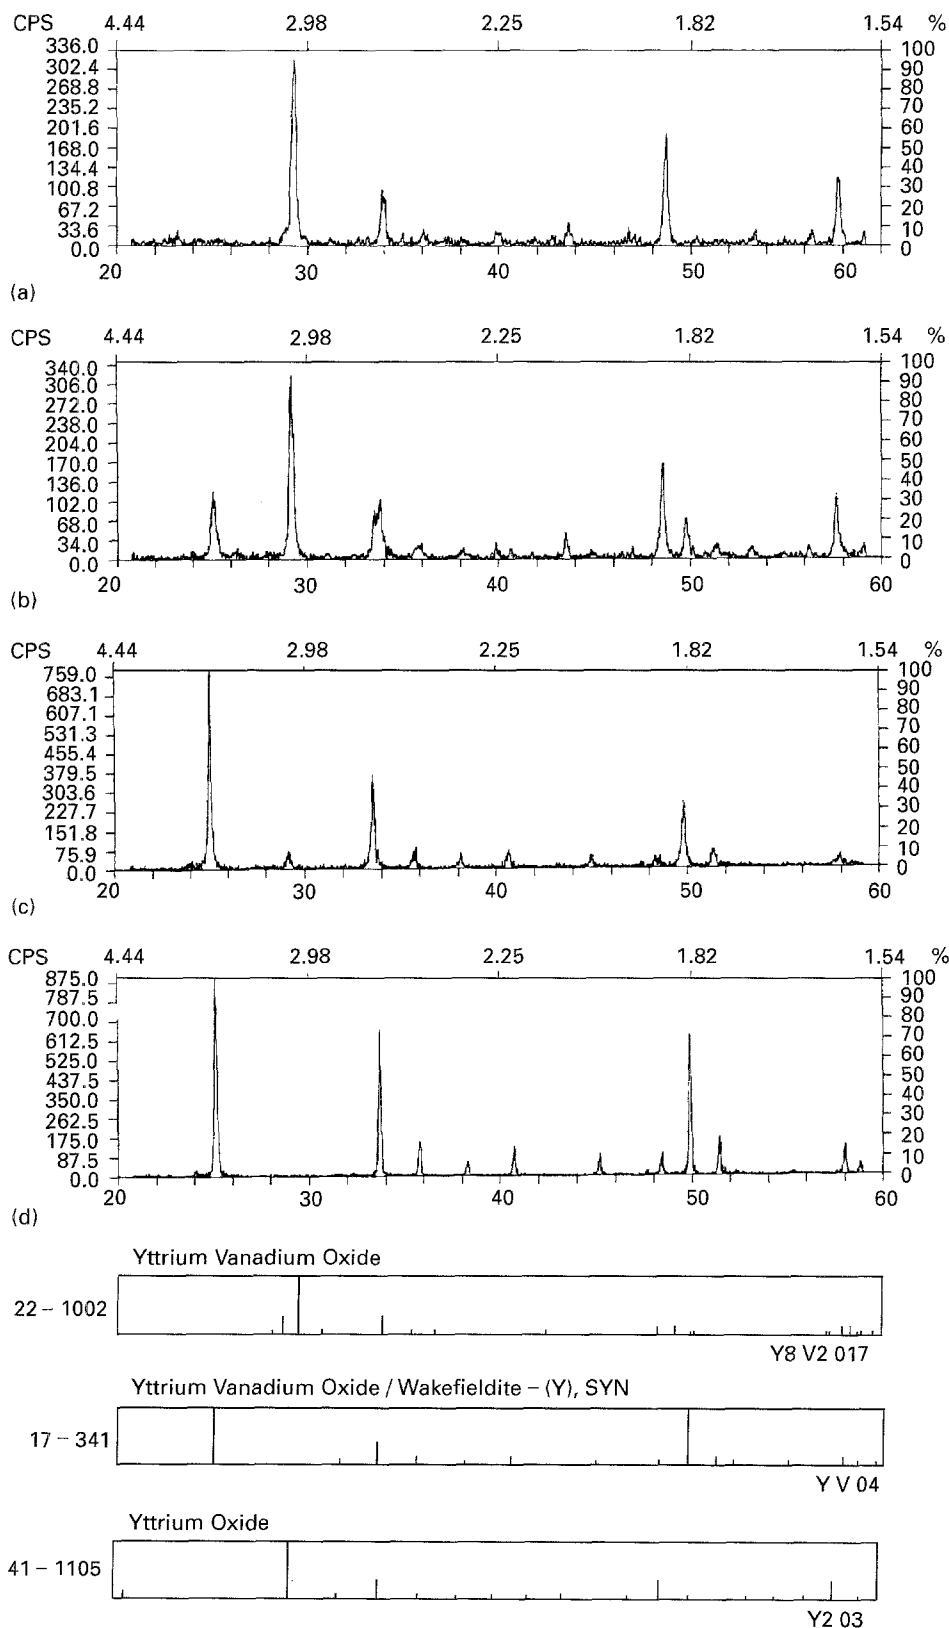 CPS 4.44 2.98 2.25 1.82 1.54 %
336.0 100
302.4 90
268.8 80
235.2 70
201.6 60
168.0 50
134.4 40
100.8 30
67.2 20
33.6 10
0.0 0
20 30 40 50 60
(a)
CPS 4.44 2.98 2.25 1.82 1.54 %
340.0 100
306.0 90
272.0 80
238.0 70
204.0 60
170.0 50
136.0 40
102.0 30
68.0 20
34.0 10
0.0 0
20 30 40 50 60
(b)
CPS 4.44 2.98 2.25 1.82 1.54 %
759.0 100
683.1 90
607.1 80
531.3 70
455.4 60
379.5 50
303.6 40
227.7 30
151.8 20
75.9 10
0.0 0
20 30 40 50 60
(c)
CPS 4.44 2.98 2.25 1.82 1.54 %
875.0 100
787.5 90
700.0 80
612.5 70
525.0 60
437.5 50
350.0 40
262.5 30
175.0 20
87.5 10
0.0 0
20 30 40 50 60
(d)
Yttrium Vanadium Oxide
22 – 1002
Y8 V2 017
Yttrium Vanadium Oxide / Wakefieldite – (Y), SYN
17 – 341
Y V 04
Yttrium Oxide
41 – 1105
Y2 03